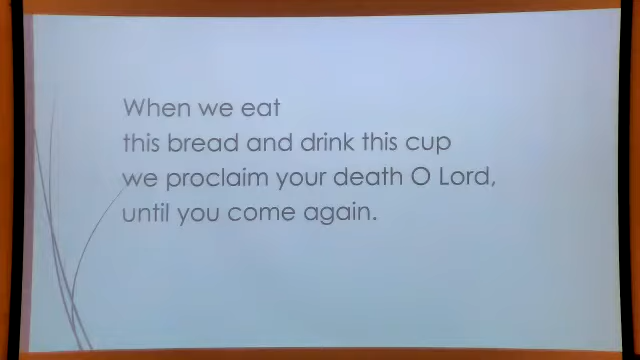 When we eat
this bread and drink this cup
we proclaim your death O Lord,
until you come again.